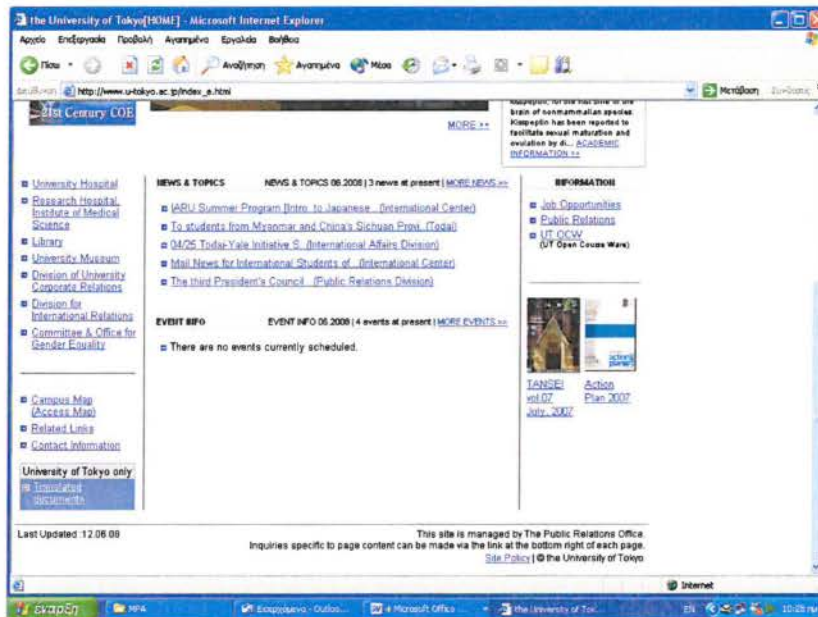 the University of Tokyo[HOME] - Microsoft Internet Explorer
Αρχείο Επεξεργασία Προβολή Αγαπημένα Εργαλεία Βοήθεια
Πίσω Αναζήτηση Αγαπημένα Μέσα
http://www.u-tokyo.ac.jp/index_e.html Μετάβαση
21st Century COE
MORE >>
brain of nonmammalian species.
Kisspeptin has been reported to
facilitate sexual maturation and
ovulation by di... ACADEMIC
INFORMATION >>
University Hospital
Research Hospital,
Institute of Medical
Science
Library
University Museum
Division of University
Corporate Relations
Division for
International Relations
Committee & Office for
Gender Equality
Campus Map
(Access Map)
Related Links
Contact Information
University of Tokyo only
Translated
documents
NEWS & TOPICS NEWS & TOPICS 06.2008 | 3 news at present | MORE NEWS >>
IARU Summer Program [Intro. to Japanese ...(International Center)
To students from Myanmar and China's Sichuan Provi..(Todai)
04/25 Todai-Yale Initiative S...(International Affairs Division)
Mail News for International Students of ...(International Center)
The third President's Council ...(Public Relations Division)
EVENT INFO EVENT INFO 06.2008 | 4 events at present | MORE EVENTS >>
There are no events currently scheduled.
INFORMATION
Job Opportunities
Public Relations
UT OCW
(UT Open Course Ware)
TANSEI
vol.07
July, 2007
Action
Plan 2007
Last Updated :12.06.08
This site is managed by The Public Relations Office.
Inquiries specific to page content can be made via the link at the bottom right of each page.
Site Policy | © the University of Tokyo
Internet
έναρξη MPA Εισερχόμενα - Outloo... 4 Microsoft Office ... the University of Tok... EN 10:28 πμ